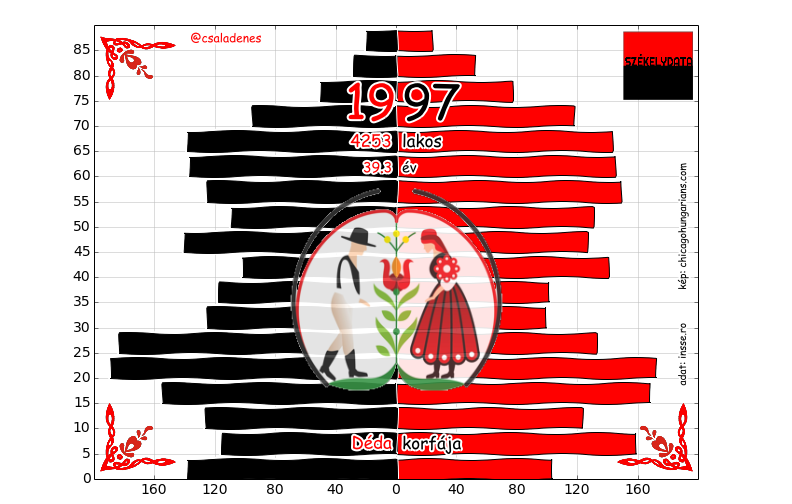 @csaladenes
SZÉKELYDATA
1997
4253 lakos
39.3 év
kép: chicagohungarians.com
adat: insse.ro
Déda korfája
85
80
75
70
65
60
55
50
45
40
35
30
25
20
15
10
5
0
160 120 80 40 0 40 80 120 160